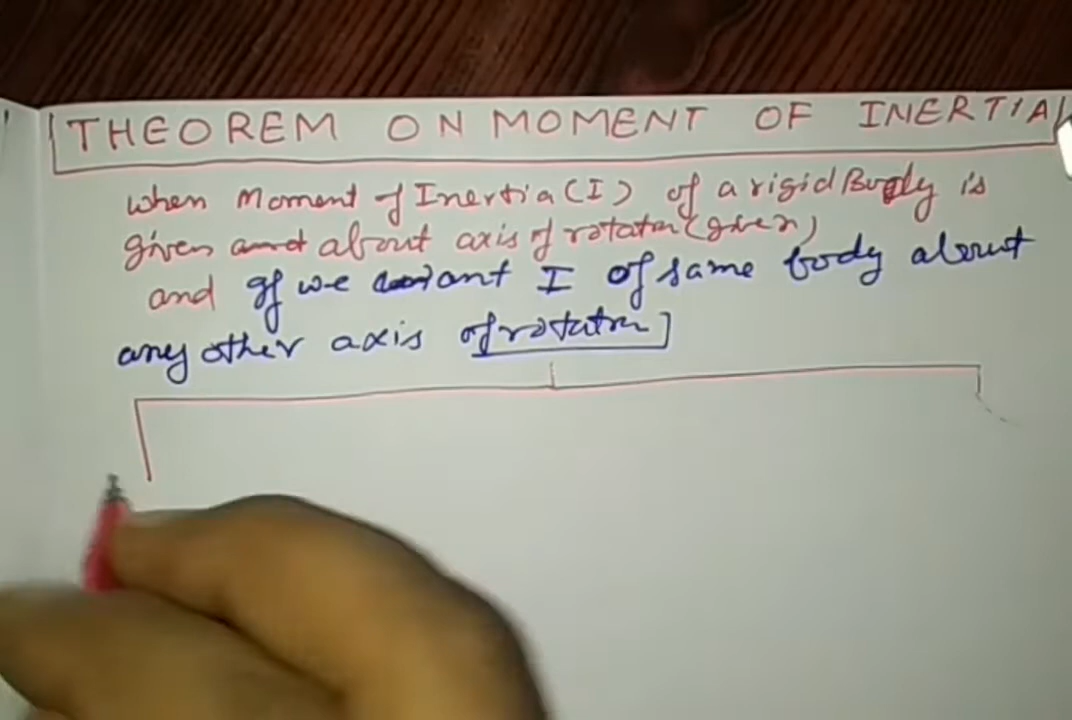 THEOREM ON MOMENT OF INERTIA
when Moment of Inertia (I) of a rigid Body is
given about axis of rotation (given)
and If we want I of same body about
any other axis of rotation]